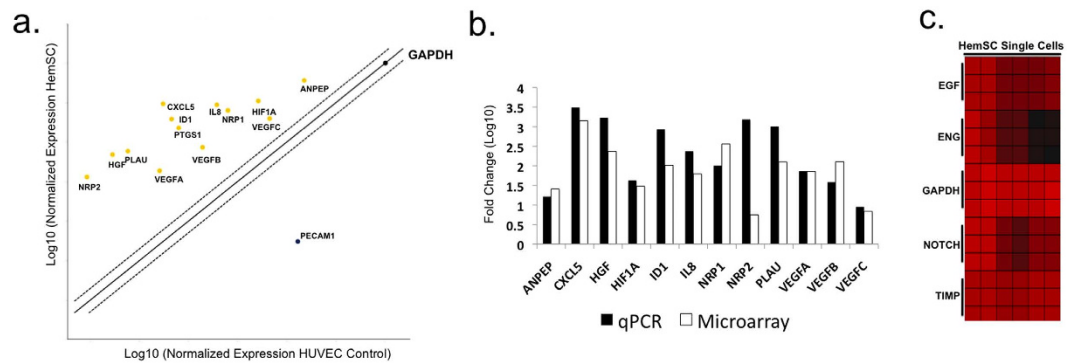 a.
Log10 (Normalized Expression HemSC)
GAPDH
ANPEP
CXCL5
IL8
HIF1A
ID1
NRP1
VEGFC
PTGS1
VEGFB
HGF
PLAU
VEGFA
NRP2
PECAM1
Log10 (Normalized Expression HUVEC Control)
b.
Fold Change (Log10)
4
3.5
3
2.5
2
1.5
1
0.5
0
ANPEP
CXCL5
HGF
HIF1A
ID1
IL8
NRP1
NRP2
PLAU
VEGFA
VEGFB
VEGFC
qPCR
Microarray
c.
HemSC Single Cells
EGF
ENG
GAPDH
NOTCH
TIMP